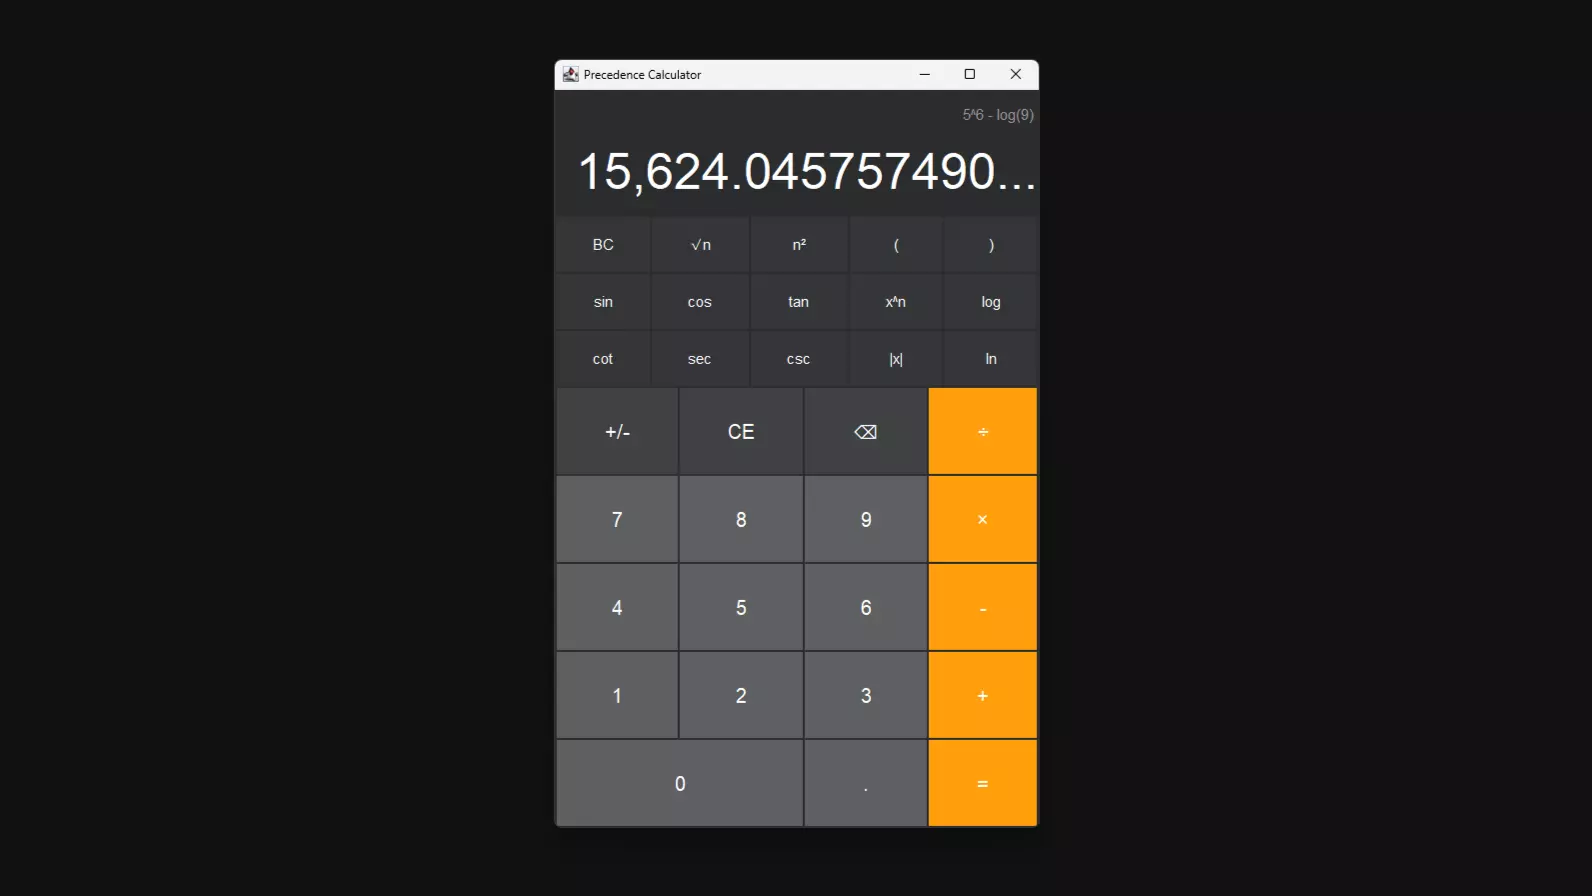 Precedence Calculator
5^6 - log(9)
15,624.045757490...
BC √n n² ( )
sin cos tan x^n log
cot sec csc |x| ln
+/- CE ⌫ ÷
7 8 9 ×
4 5 6 -
1 2 3 +
0 . =